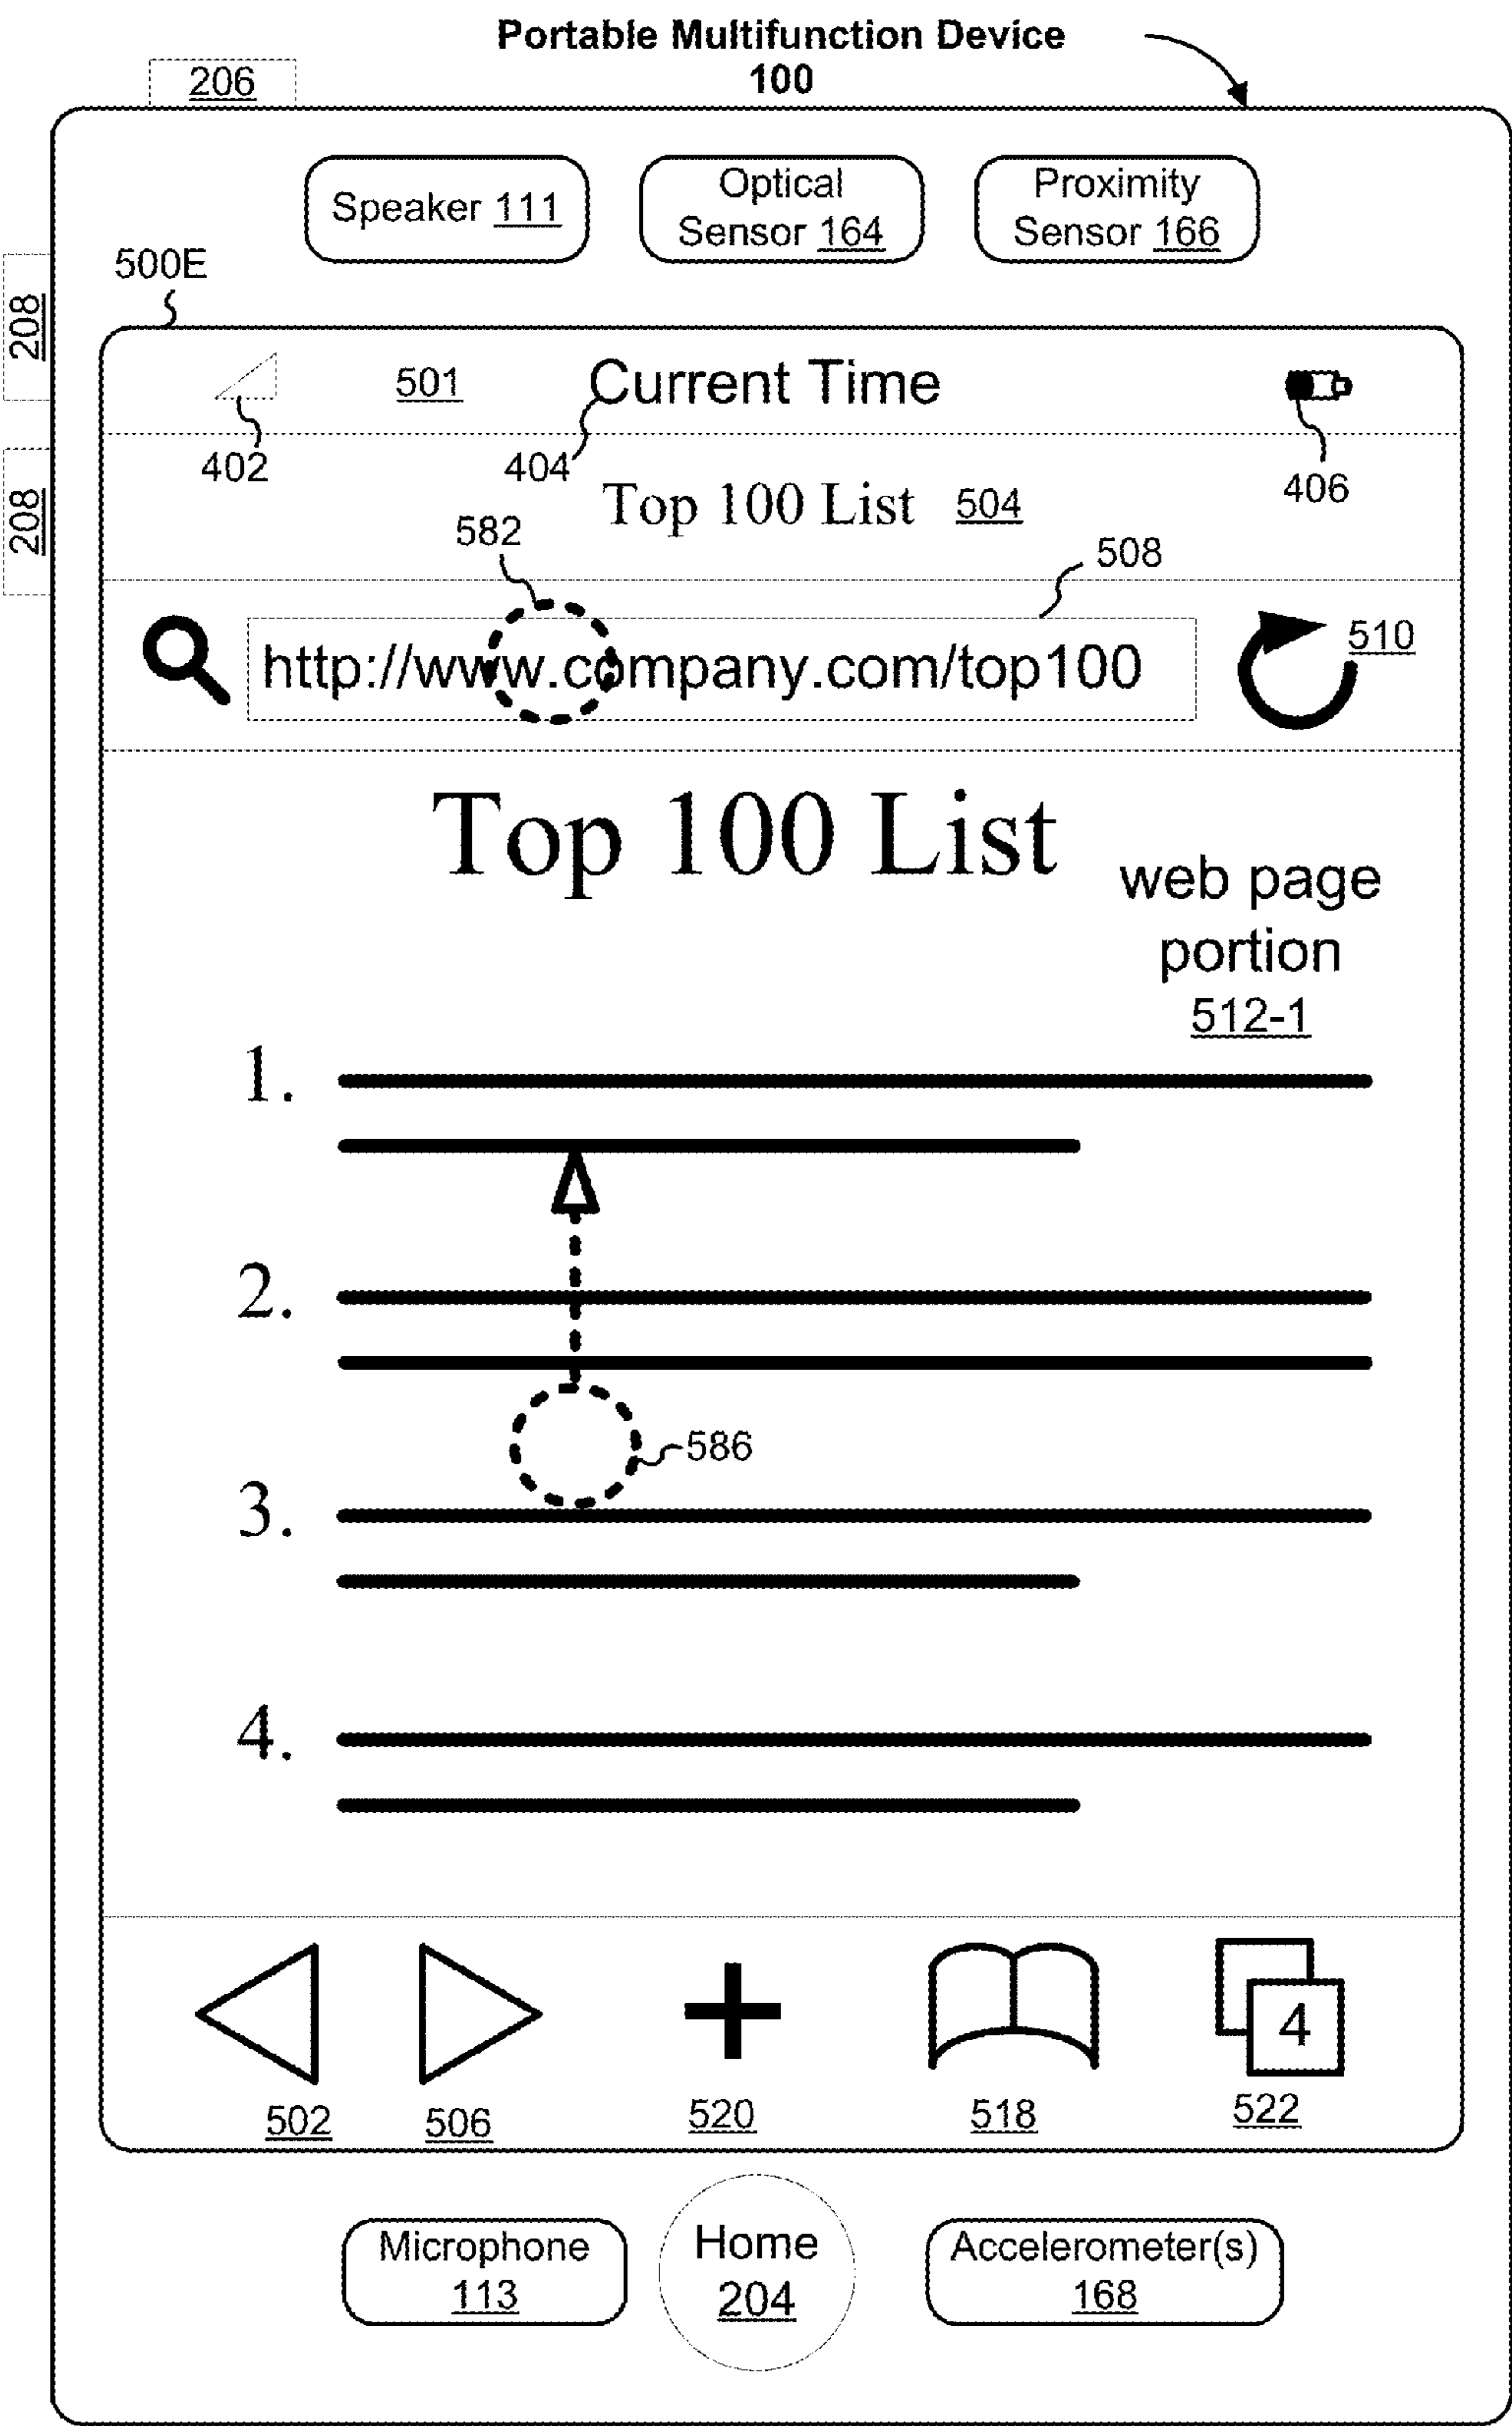 Portable Multifunction Device
100
206
Speaker 111
Optical
Sensor 164
Proximity
Sensor 166
500E
208
208
501
Current Time
402
404
406
Top 100 List 504
582
508
http://www.company.com/top100
510
Top 100 List
web page
portion
512-1
1.
2.
586
3.
4.
4
502
506
520
518
522
Microphone
113
Home
204
Accelerometer(s)
168